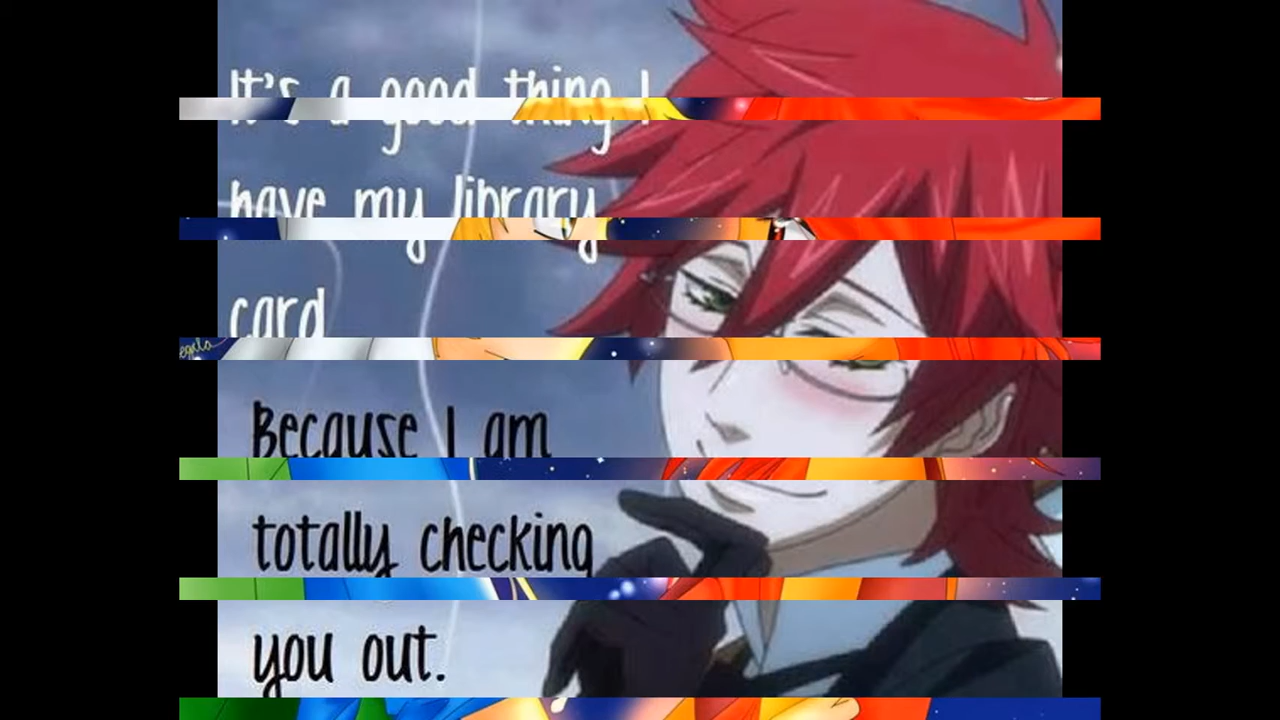 It's a good thing I
have my library
card
Because I am
totally checking
you out.